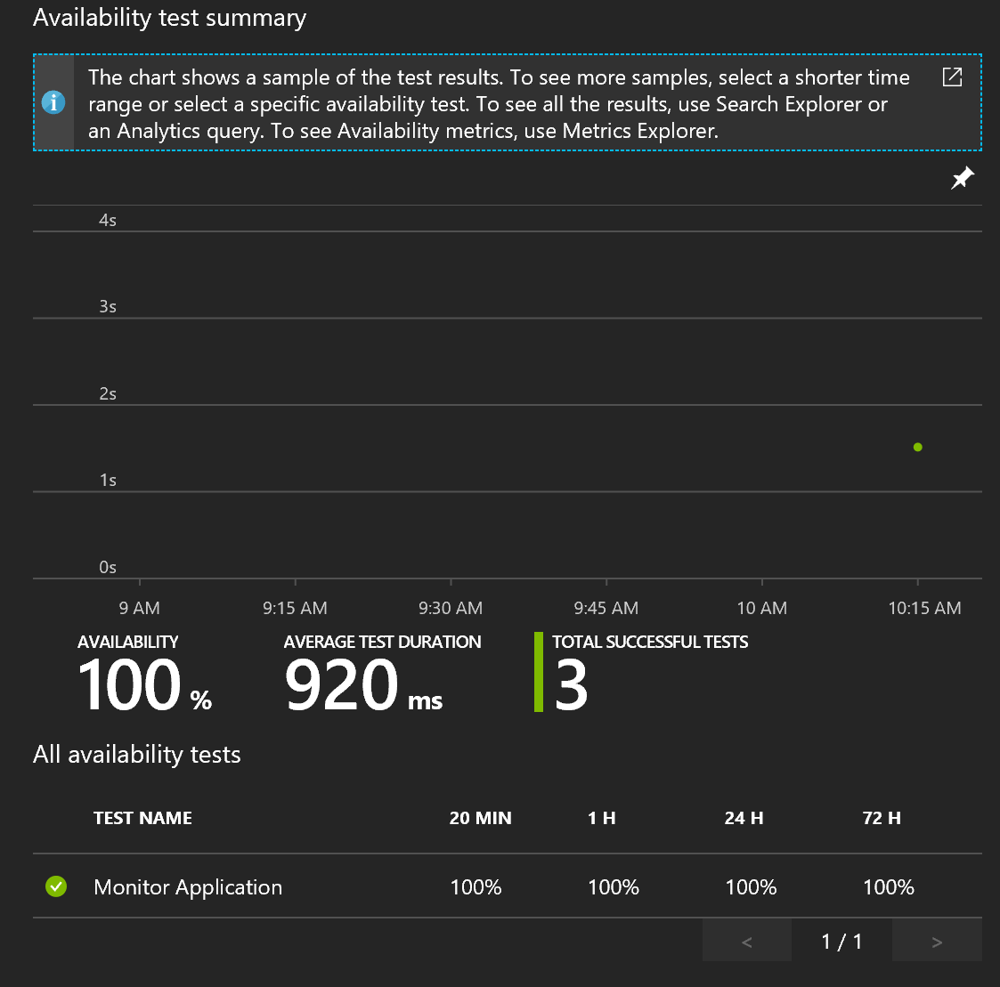 Availability test summary
The chart shows a sample of the test results. To see more samples, select a shorter time
range or select a specific availability test. To see all the results, use Search Explorer or
an Analytics query. To see Availability metrics, use Metrics Explorer.
4s
3s
2s
1s
0s
9 AM 9:15 AM 9:30 AM 9:45 AM 10 AM 10:15 AM
AVAILABILITY AVERAGE TEST DURATION TOTAL SUCCESSFUL TESTS
100 % 920 ms 3
All availability tests
TEST NAME 20 MIN 1 H 24 H 72 H
Monitor Application 100% 100% 100% 100%
< 1 / 1 >